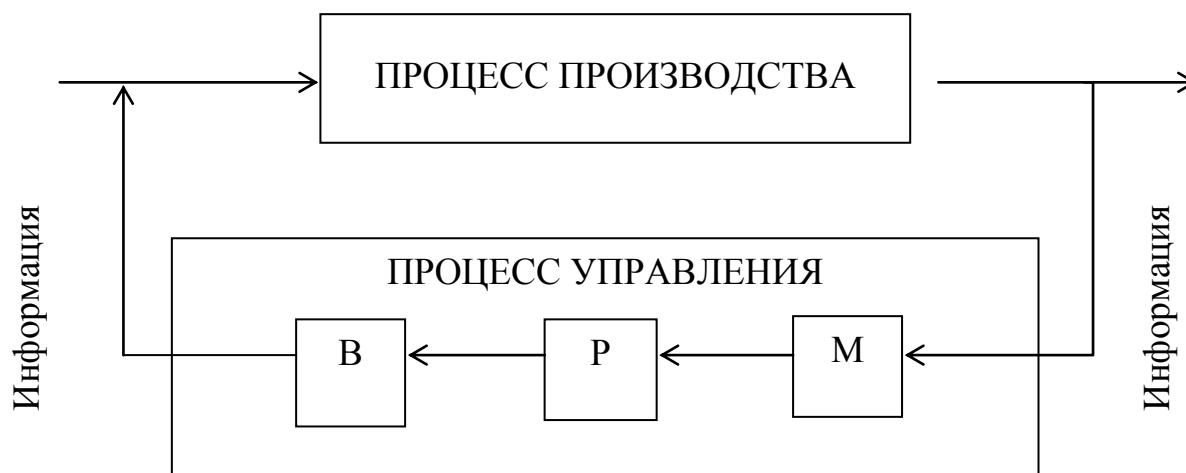 ПРОЦЕСС ПРОИЗВОДСТВА
Информация
Информация
ПРОЦЕСС УПРАВЛЕНИЯ
В
Р
М